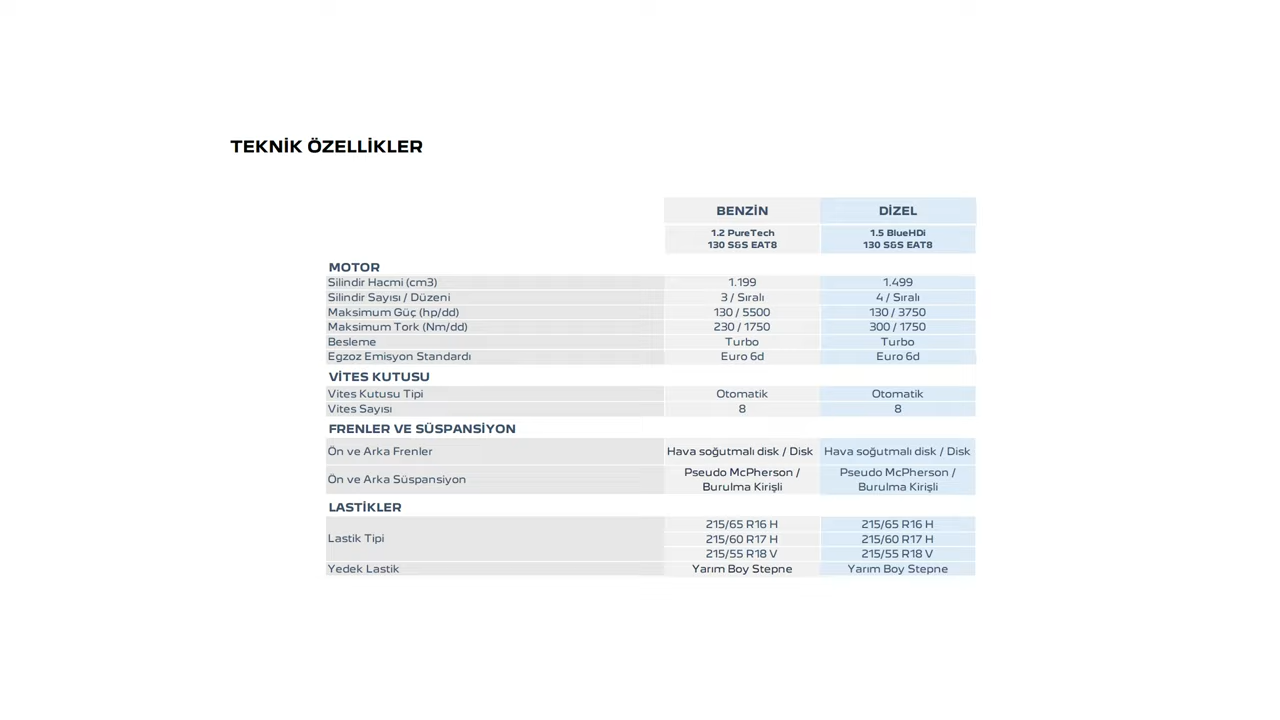 TEKNİK ÖZELLİKLER
BENZİN DİZEL
1.2 PureTech 1.5 BlueHDi
130 S&S EAT8 130 S&S EAT8
MOTOR
Silindir Hacmi (cm3) 1.199 1.499
Silindir Sayısı / Düzeni 3 / Sıralı 4 / Sıralı
Maksimum Güç (hp/dd) 130 / 5500 130 / 3750
Maksimum Tork (Nm/dd) 230 / 1750 300 / 1750
Besleme Turbo Turbo
Egzoz Emisyon Standardı Euro 6d Euro 6d
VİTES KUTUSU
Vites Kutusu Tipi Otomatik Otomatik
Vites Sayısı 8 8
FRENLER VE SÜSPANSİYON
Ön ve Arka Frenler Hava soğutmalı disk / Disk Hava soğutmalı disk / Disk
Ön ve Arka Süspansiyon Pseudo McPherson / Pseudo McPherson /
Burulma Kirişli Burulma Kirişli
LASTİKLER
215/65 R16 H 215/65 R16 H
Lastik Tipi 215/60 R17 H 215/60 R17 H
215/55 R18 V 215/55 R18 V
Yedek Lastik Yarım Boy Stepne Yarım Boy Stepne